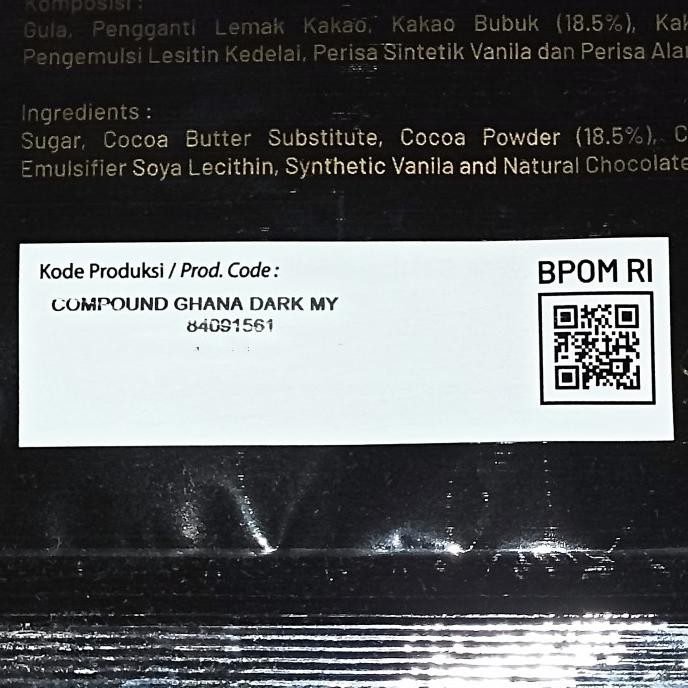 Komposisi :
Gula, Pengganti Lemak Kakao, Kakao Bubuk (18.5%),
Pengemulsi Lesitin Kedelai, Perisa Sintetik Vanila dan Perisa
Ingredients :
Sugar, Cocoa Butter Substitute, Cocoa Powder (18.5%),
Emulsifier Soya Lecithin, Synthetic Vanila and Natural Chocolate
Kode Produksi / Prod. Code :
BPOM RI
COMPOUND GHANA DARK MY
84091561